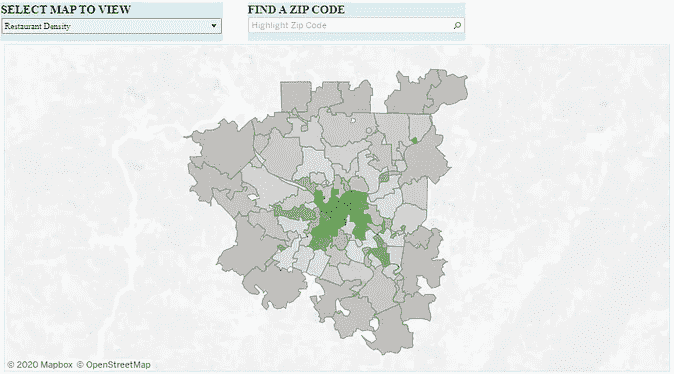 SELECT MAP TO VIEW
Restaurant Density
FIND A ZIP CODE
Highlight Zip Code
© 2020 Mapbox © OpenStreetMap